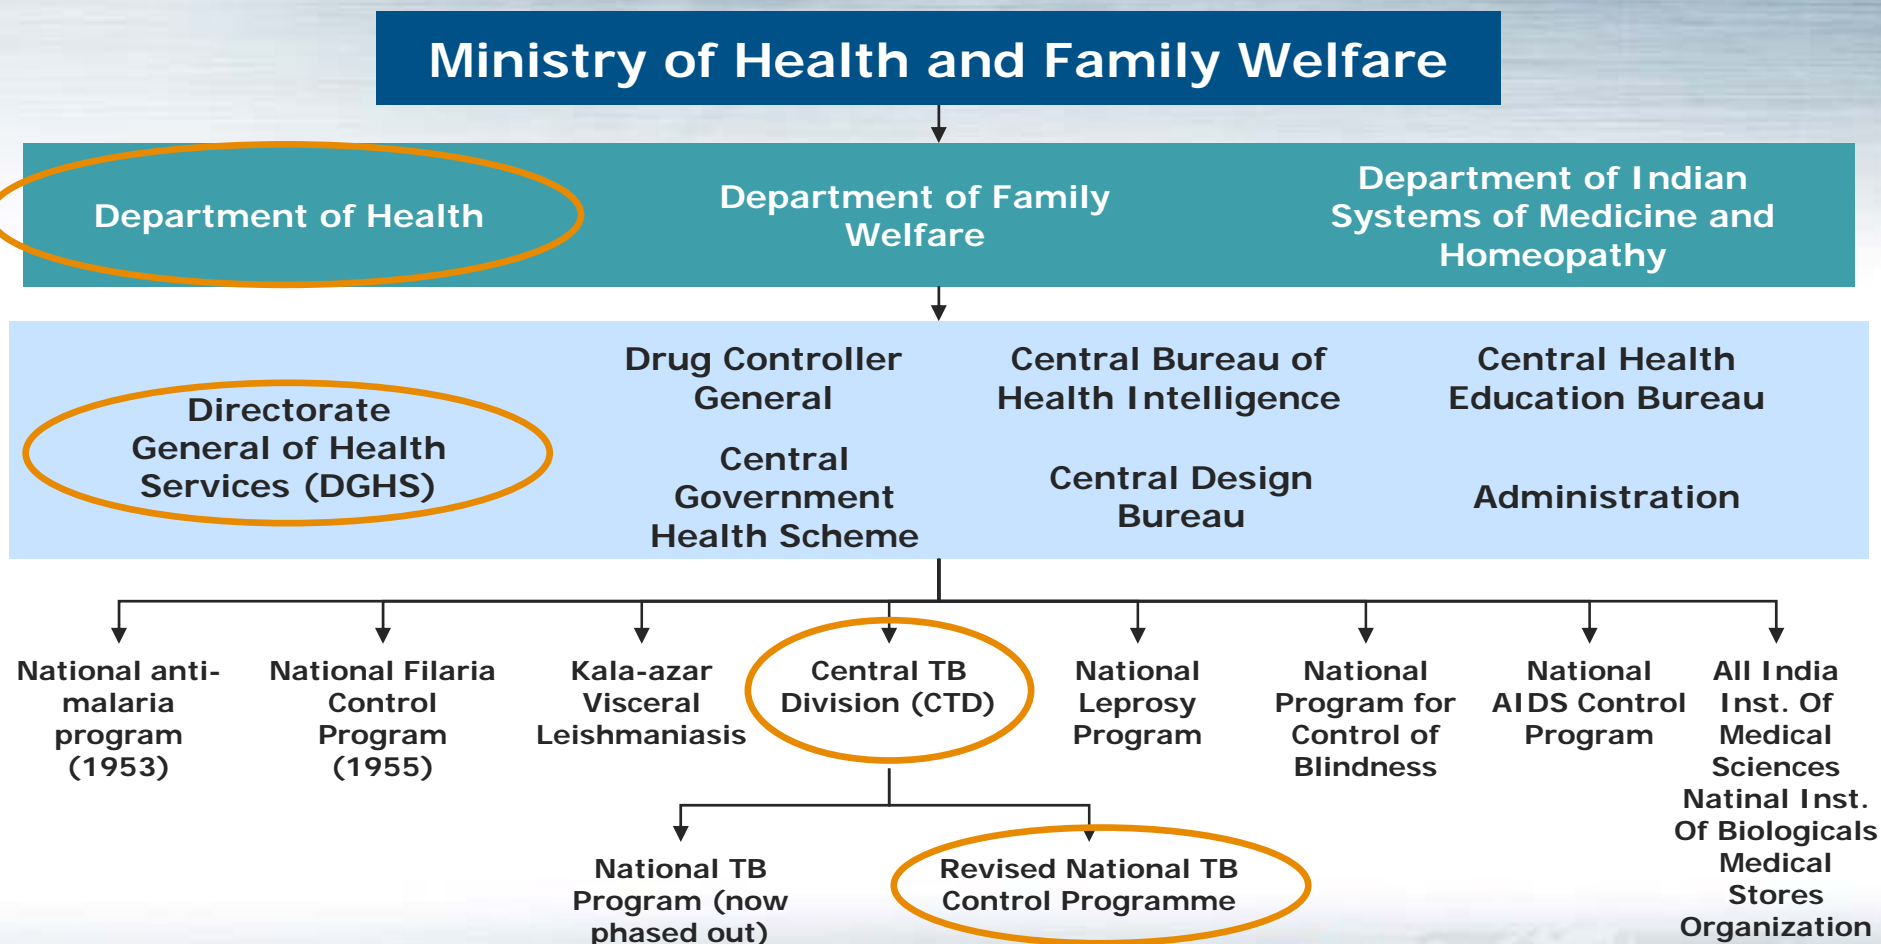 Ministry of Health and Family Welfare
Department of Health
Department of Family
Welfare
Department of Indian
Systems of Medicine and
Homeopathy
Directorate
General of Health
Services (DGHS)
Drug Controller
General
Central Bureau of
Health Intelligence
Central Health
Education Bureau
Central
Government
Health Scheme
Central Design
Bureau
Administration
National anti-
malaria
program
(1953)
National Filaria
Control
Program
(1955)
Kala-azar
Visceral
Leishmaniasis
Central TB
Division (CTD)
National
Leprosy
Program
National
Program for
Control of
Blindness
National
AIDS Control
Program
All India
Inst. Of
Medical
Sciences
Natinal Inst.
Of Biologicals
Medical
Stores
Organization
National TB
Program (now
phased out)
Revised National TB
Control Programme